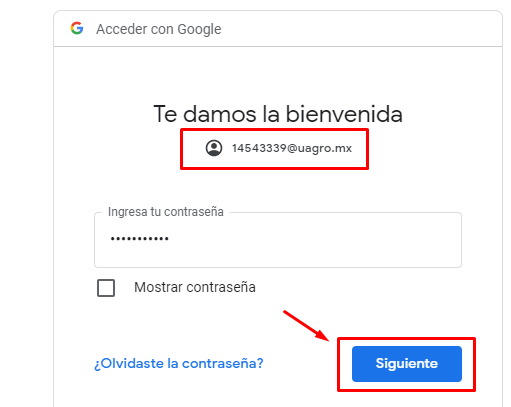 Acceder con Google
Te damos la bienvenida
14543339@uagro.mx
Ingresa tu contraseña
•••••••••••
Mostrar contraseña
¿Olvidaste la contraseña?
Siguiente